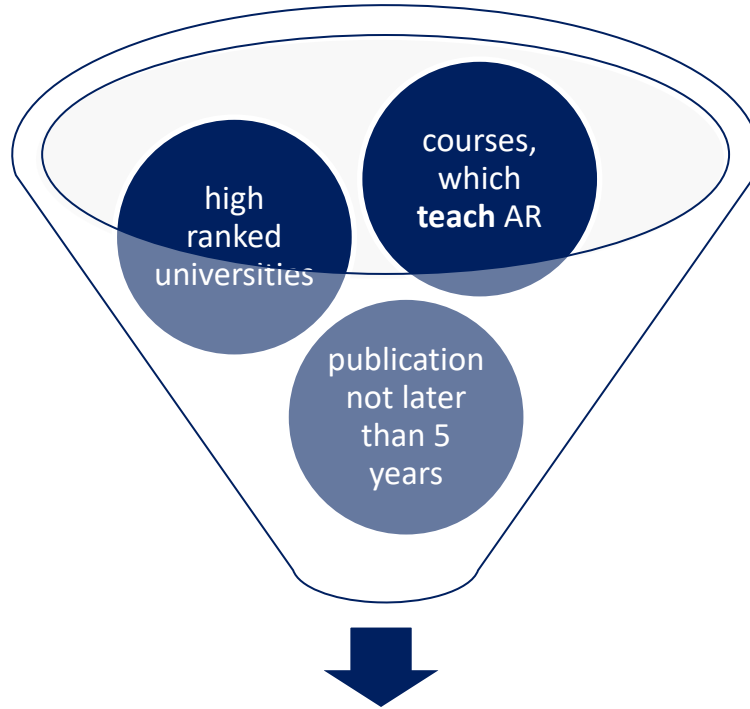 high
ranked
universities
courses,
which
teach AR
publication
not later
than 5
years